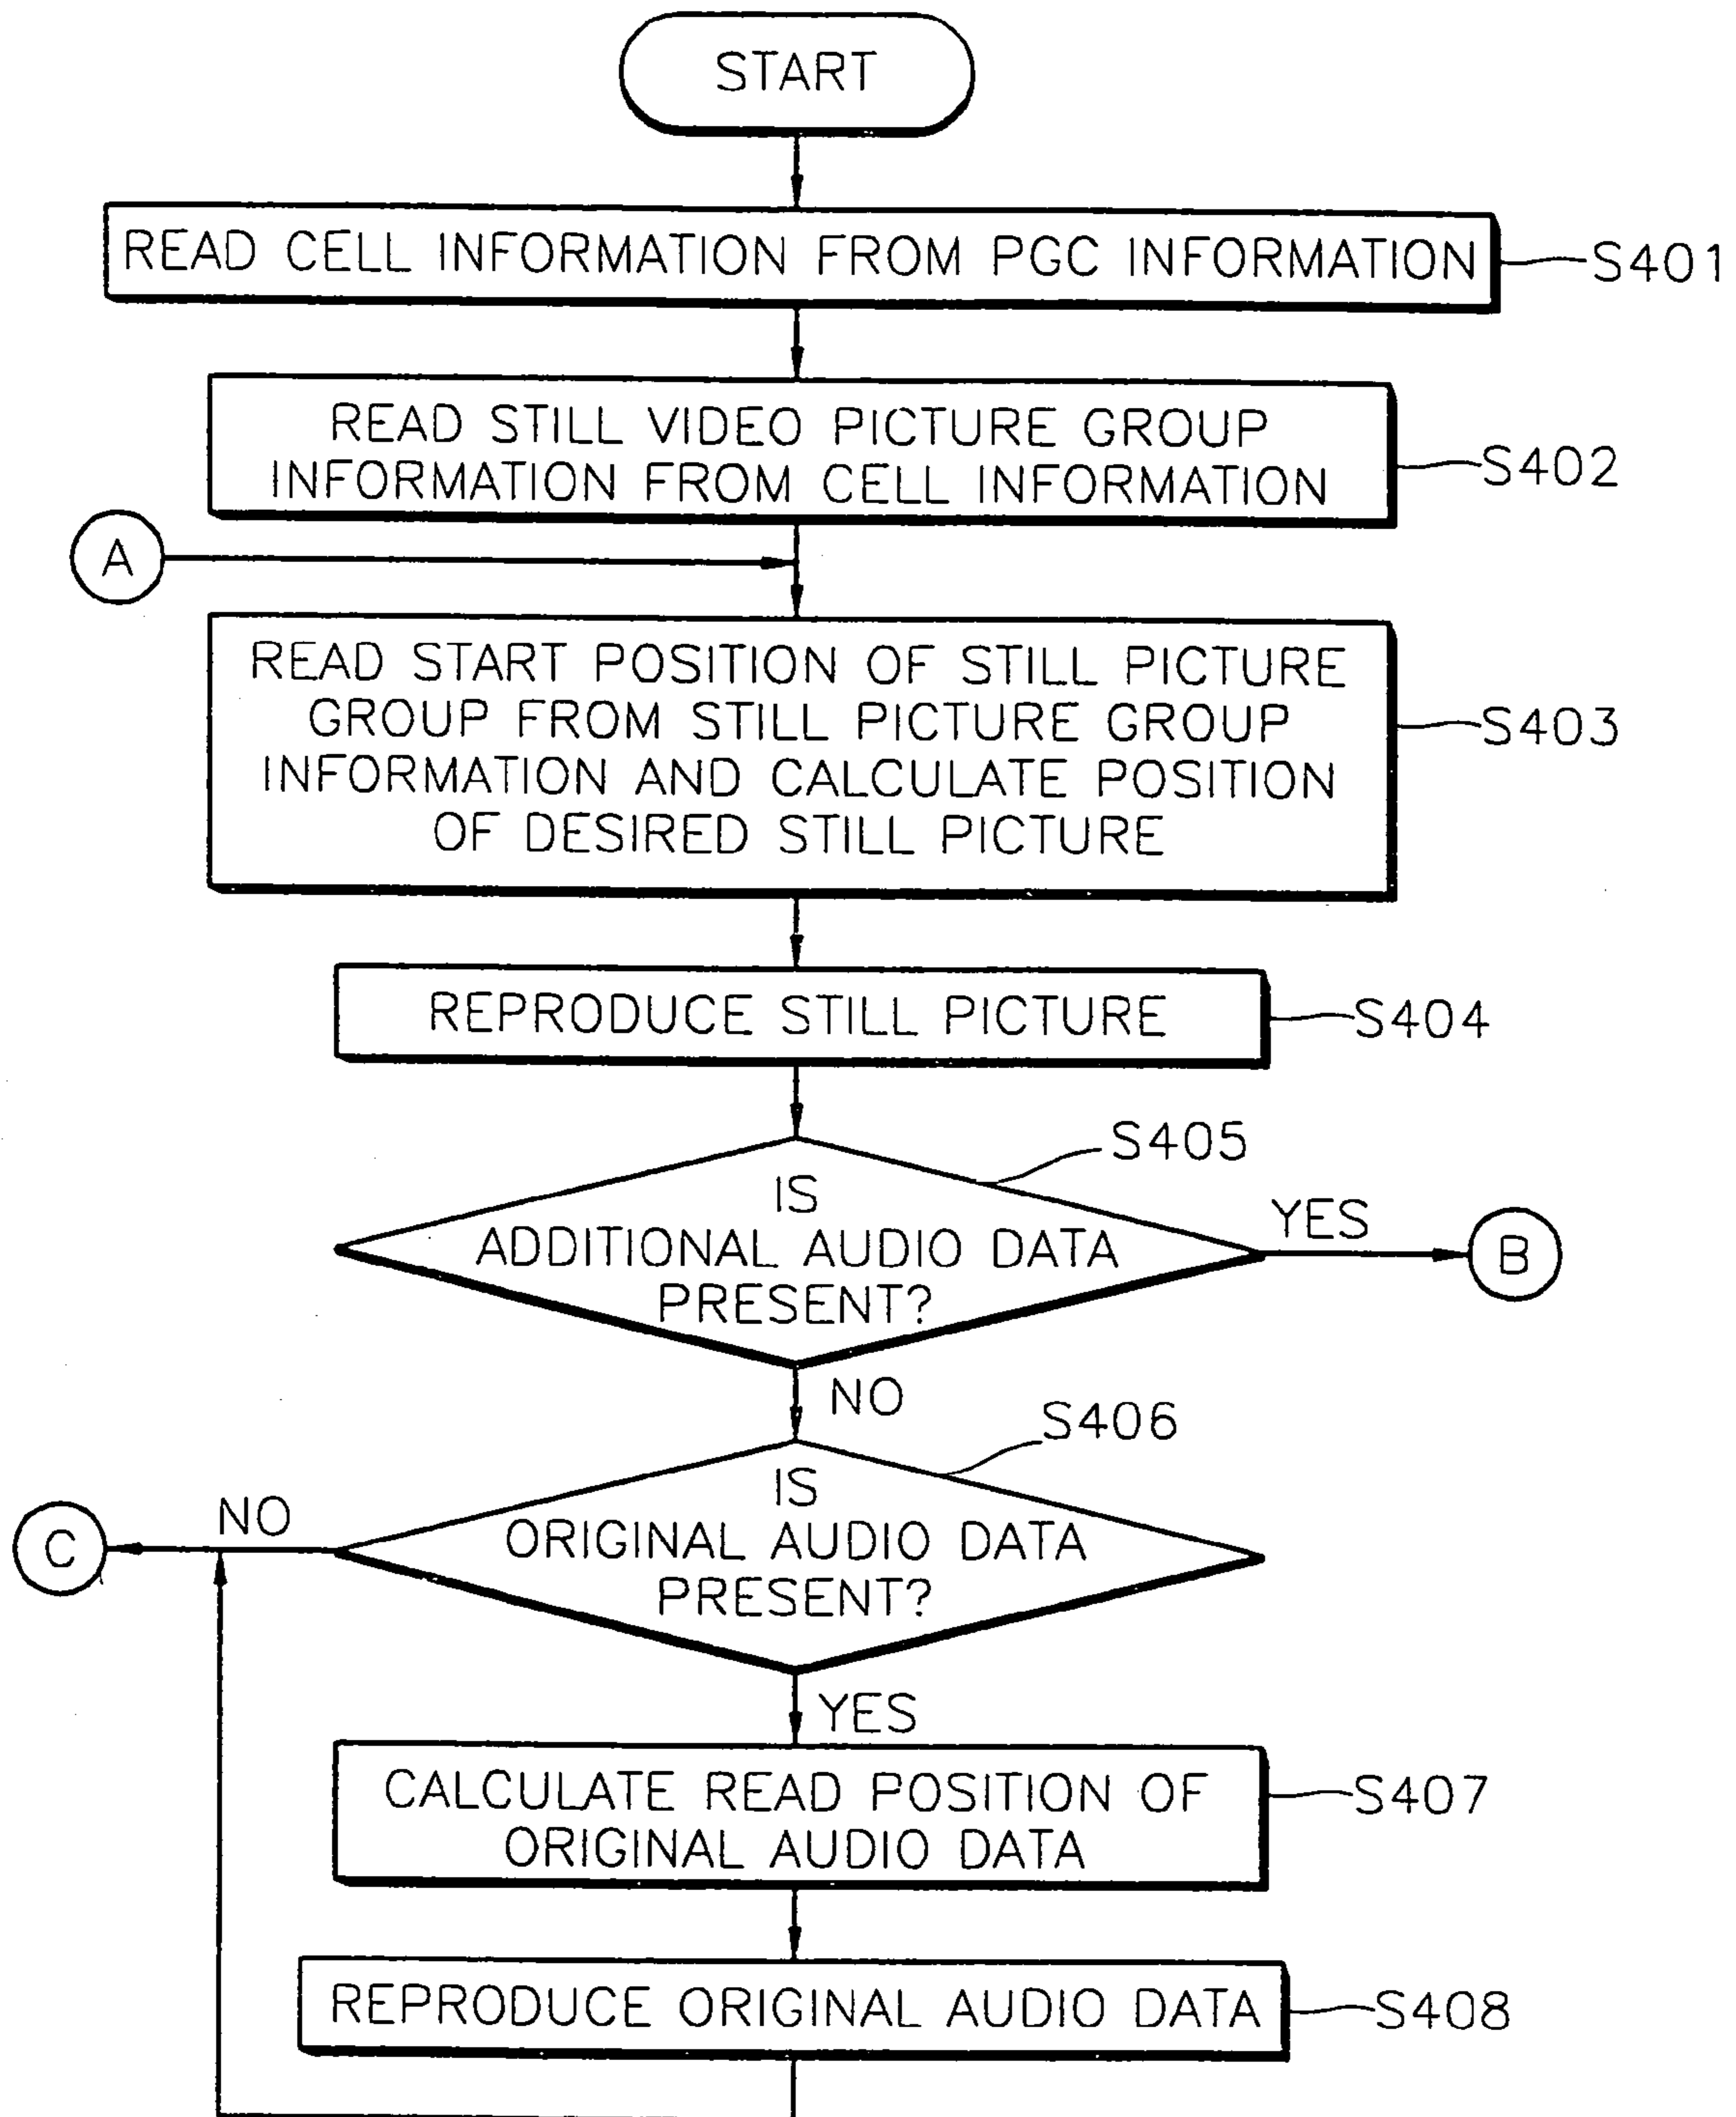 START
READ CELL INFORMATION FROM PGC INFORMATION
S401
READ STILL VIDEO PICTURE GROUP
INFORMATION FROM CELL INFORMATION
S402
A
READ START POSITION OF STILL PICTURE
GROUP FROM STILL PICTURE GROUP
INFORMATION AND CALCULATE POSITION
OF DESIRED STILL PICTURE
S403
REPRODUCE STILL PICTURE
S404
S405
IS
ADDITIONAL AUDIO DATA
PRESENT?
YES
B
NO
S406
IS
ORIGINAL AUDIO DATA
PRESENT?
NO
C
YES
CALCULATE READ POSITION OF
ORIGINAL AUDIO DATA
S407
REPRODUCE ORIGINAL AUDIO DATA
S408